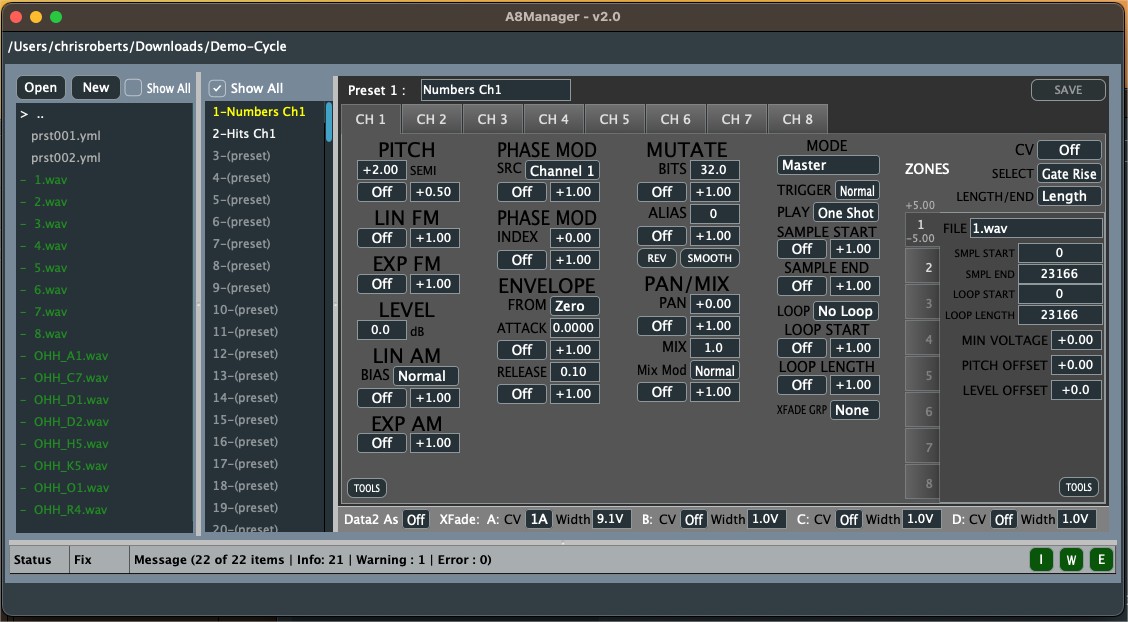 A8Manager - v2.0
/Users/chrisroberts/Downloads/Demo-Cycle
Open New Show All
> ..
prst001.yml
prst002.yml
– 1.wav
– 2.wav
– 3.wav
– 4.wav
– 5.wav
– 6.wav
– 7.wav
– 8.wav
– OHH_A1.wav
– OHH_C7.wav
– OHH_D1.wav
– OHH_D2.wav
– OHH_H5.wav
– OHH_K5.wav
– OHH_O1.wav
– OHH_R4.wav
Show All
1-Numbers Ch1
2-Hits Ch1
3-(preset)
4-(preset)
5-(preset)
6-(preset)
7-(preset)
8-(preset)
9-(preset)
10-(preset)
11-(preset)
12-(preset)
13-(preset)
14-(preset)
15-(preset)
16-(preset)
17-(preset)
18-(preset)
19-(preset)
20-(preset)
Preset 1 : Numbers Ch1 SAVE
CH 1 CH 2 CH 3 CH 4 CH 5 CH 6 CH 7 CH 8
PITCH
+2.00 SEMI
Off +0.50
LIN FM
Off +1.00
EXP FM
Off +1.00
LEVEL
0.0 dB
LIN AM
BIAS Normal
Off +1.00
EXP AM
Off +1.00
TOOLS
PHASE MOD
SRC Channel 1
Off +1.00
PHASE MOD
INDEX +0.00
Off +1.00
ENVELOPE
FROM Zero
ATTACK 0.0000
Off +1.00
RELEASE 0.10
Off +1.00
MUTATE
BITS 32.0
Off +1.00
ALIAS 0
Off +1.00
REV SMOOTH
PAN/MIX
PAN +0.00
Off +1.00
MIX 1.0
Mix Mod Normal
Off +1.00
MODE
Master
TRIGGER Normal
PLAY One Shot
SAMPLE START
Off +1.00
SAMPLE END
Off +1.00
LOOP No Loop
LOOP START
Off +1.00
LOOP LENGTH
Off +1.00
XFADE GRP None
ZONES
CV Off
SELECT Gate Rise
LENGTH/END Length
+5.00
1
–5.00
2
3
4
5
6
7
8
FILE 1.wav
SMPL START 0
SMPL END 23166
LOOP START 0
LOOP LENGTH 23166
MIN VOLTAGE +0.00
PITCH OFFSET +0.00
LEVEL OFFSET +0.0
TOOLS
Data2 As Off XFade: A: CV 1A Width 9.1V B: CV Off Width 1.0V C: CV Off Width 1.0V D: CV Off Width 1.0V
Status Fix Message (22 of 22 items | Info: 21 | Warning : 1 | Error : 0) I W E